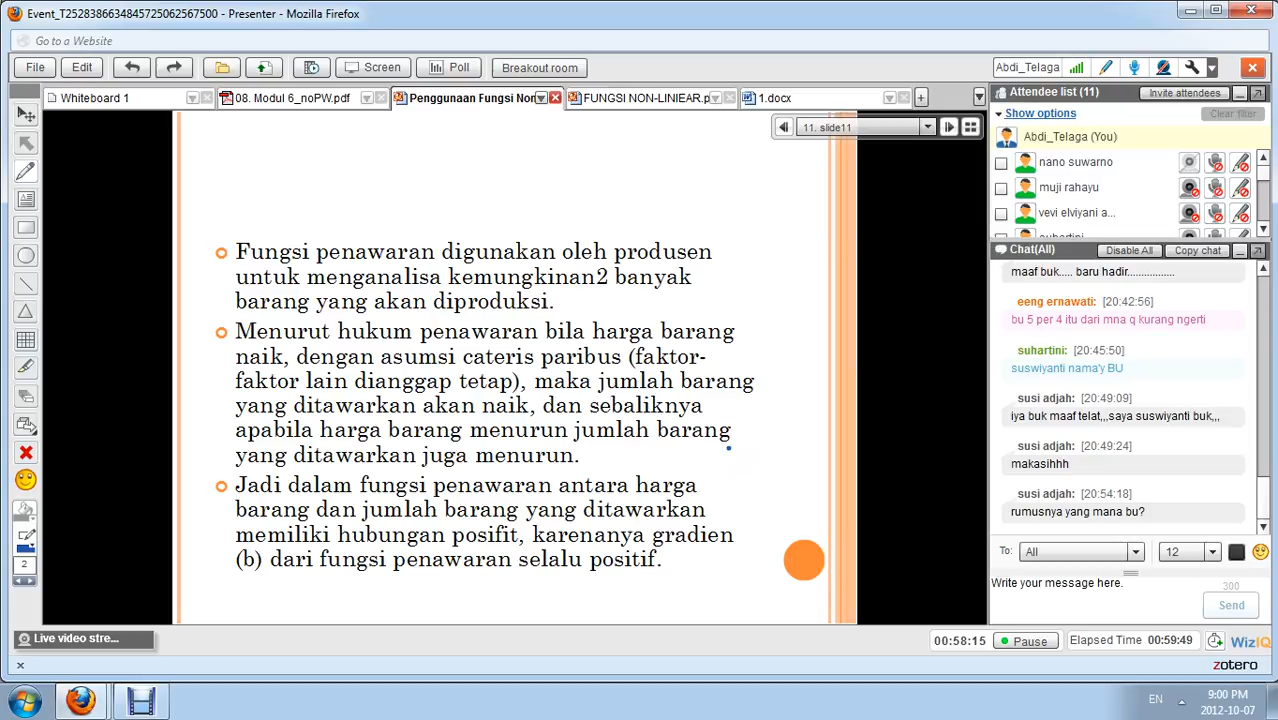 Event_T2528386634845725062567500 - Presenter - Mozilla Firefox
Go to a Website
File
Edit
Screen
Poll
Breakout room
Abdi_Telaga
Whiteboard 1
08. Modul 6_noPW.pdf
Penggunaan Fungsi Non
FUNGSI NON-LINIEAR.p
1.docx
Attendee list (11)
Invite attendees
Show options
Clear filter
11. slide11
Abdi_Telaga (You)
nano suwarno
muji rahayu
vevi elviyani a...
Chat(All)
Disable All
Copy chat
maaf buk..... baru hadir................
eeng ernawati: [20:42:56]
bu 5 per 4 itu dari mna q kurang ngerti
suhartini: [20:45:50]
suswiyanti nama'y BU
susi adjah: [20:49:09]
iya buk maaf telat,,,saya suswiyanti buk,,,
susi adjah: [20:49:24]
makasihhh
susi adjah: [20:54:18]
rumusnya yang mana bu?
To:
All
12
Write your message here.
300
Send
Fungsi penawaran digunakan oleh produsen
untuk menganalisa kemungkinan2 banyak
barang yang akan diproduksi.
Menurut hukum penawaran bila harga barang
naik, dengan asumsi cateris paribus (faktor-
faktor lain dianggap tetap), maka jumlah barang
yang ditawarkan akan naik, dan sebaliknya
apabila harga barang menurun jumlah barang
yang ditawarkan juga menurun.
Jadi dalam fungsi penawaran antara harga
barang dan jumlah barang yang ditawarkan
memiliki hubungan posifit, karenanya gradien
(b) dari fungsi penawaran selalu positif.
2
Live video stre...
00:58:15
Pause
Elapsed Time
00:59:49
WizIQ
zotero
EN
9:00 PM
2012-10-07